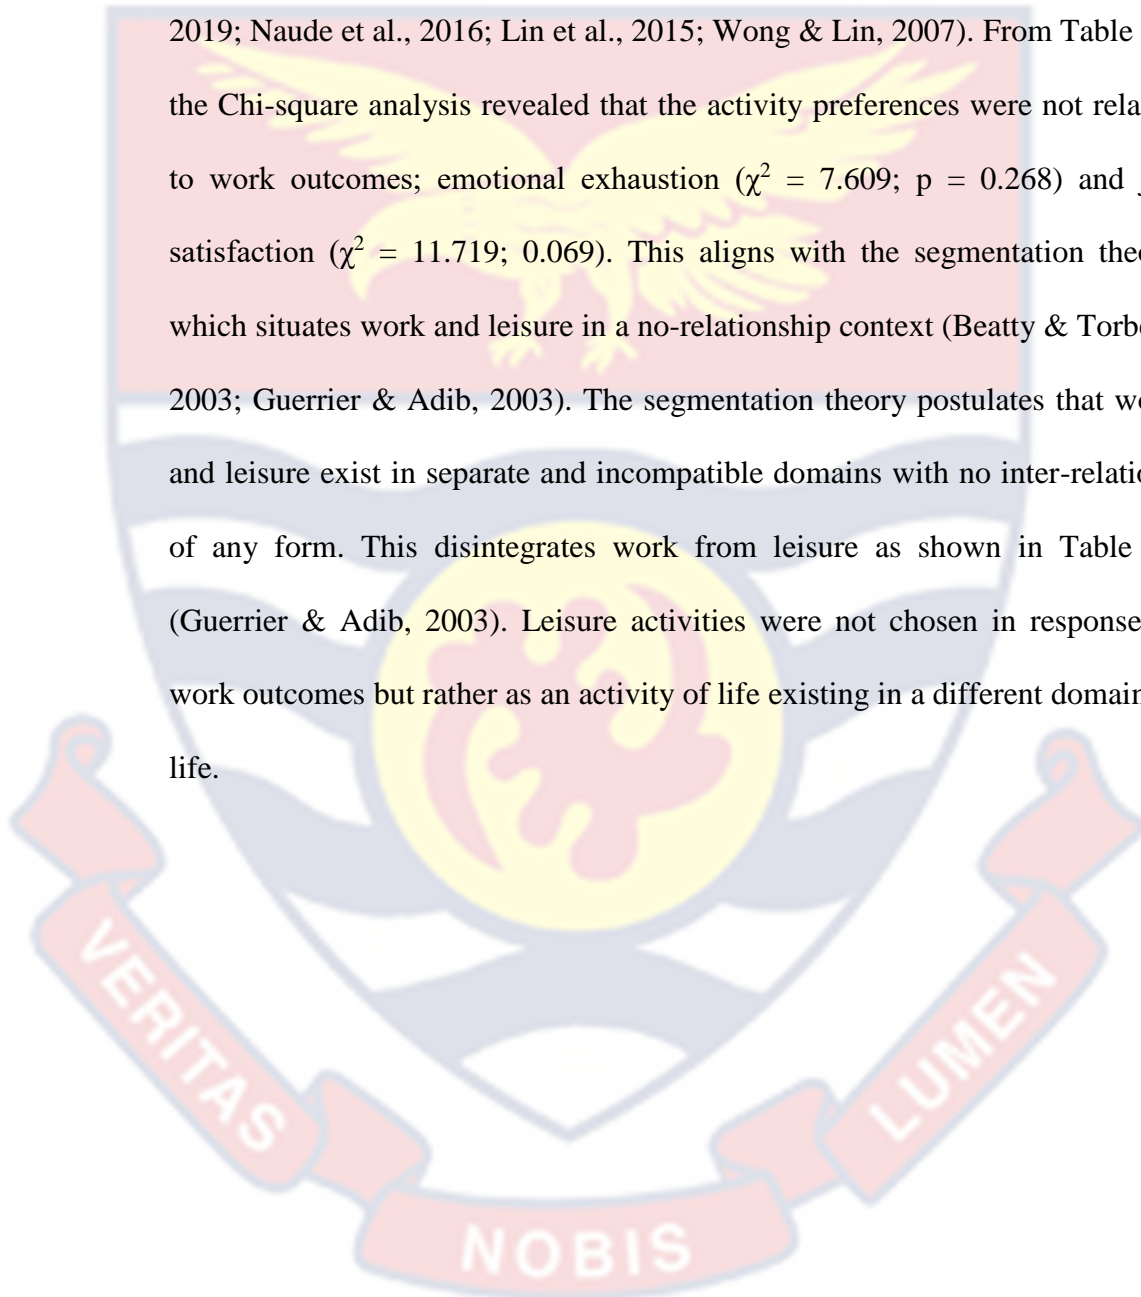 2019; Naude et al., 2016; Lin et al., 2015; Wong & Lin, 2007). From Table
the Chi-square analysis revealed that the activity preferences were not rela
to work outcomes; emotional exhaustion (χ² = 7.609; p = 0.268) and
satisfaction (χ² = 11.719; 0.069). This aligns with the segmentation theo
which situates work and leisure in a no-relationship context (Beatty & Torbe
2003; Guerrier & Adib, 2003). The segmentation theory postulates that wo
and leisure exist in separate and incompatible domains with no inter-relatio
of any form. This disintegrates work from leisure as shown in Table
(Guerrier & Adib, 2003). Leisure activities were not chosen in response
work outcomes but rather as an activity of life existing in a different domain
life.
VERITAS
NOBIS
LUMEN